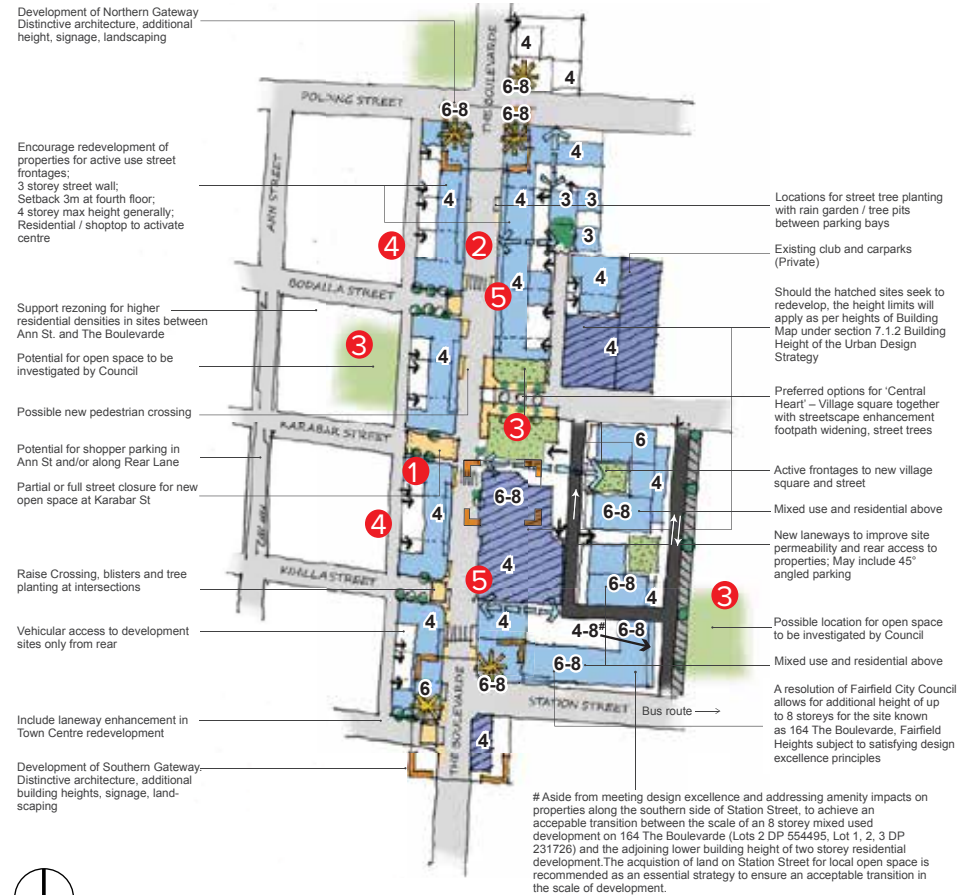 Development of Northern Gateway
Distinctive architecture, additional
height, signage, landscaping
Encourage redevelopment of
properties for active use street
frontages;
3 storey street wall;
Setback 3m at fourth floor;
4 storey max height generally;
Residential / shoptop to activate
centre
Support rezoning for higher
residential densities in sites between
Ann St. and The Boulevarde
Potential for open space to be
investigated by Council
Possible new pedestrian crossing
Potential for shopper parking in
Ann St and/or along Rear Lane
Partial or full street closure for new
open space at Karabar St
Raise Crossing, blisters and tree
planting at intersections
Vehicular access to development
sites only from rear
Include laneway enhancement in
Town Centre redevelopment
Development of Southern Gateway.
Distinctive architecture, additional
building heights, signage, land-
scaping
POLDING STREET
THE BOULEVARDE
ANN STREET
BODALLA STREET
KARABAR STREET
KIHILLA STREET
THE BOULEVARDE
STATION STREET
Bus route
4
4
6-8
6-8
6-8
4
4
4
3
3
3
4
2
4
5
4
4
4
3
4
3
6
4
1
6-8
6-8
4
4
4
5
6-8
4
3
4
4
4-8#
6-8
6-8
6-8
6
4
Locations for street tree planting
with rain garden / tree pits
between parking bays
Existing club and carparks
(Private)
Should the hatched sites seek to
redevelop, the height limits will
apply as per heights of Building
Map under section 7.1.2 Building
Height of the Urban Design
Strategy
Preferred options for ‘Central
Heart’ – Village square together
with streetscape enhancement
footpath widening, street trees
Active frontages to new village
square and street
Mixed use and residential above
New laneways to improve site
permeability and rear access to
properties; May include 45°
angled parking
Possible location for open space
to be investigated by Council
Mixed use and residential above
A resolution of Fairfield City Council
allows for additional height of up
to 8 storeys for the site known
as 164 The Boulevarde, Fairfield
Heights subject to satisfying design
excellence principles
# Aside from meeting design excellence and addressing amenity impacts on
properties along the southern side of Station Street, to achieve an
accepable transition between the scale of an 8 storey mixed used
development on 164 The Boulevarde (Lots 2 DP 554495, Lot 1, 2, 3 DP
231726) and the adjoining lower building height of two storey residential
development.The acquistion of land on Station Street for local open space is
recommended as an essential strategy to ensure an acceptable transition in
the scale of development.